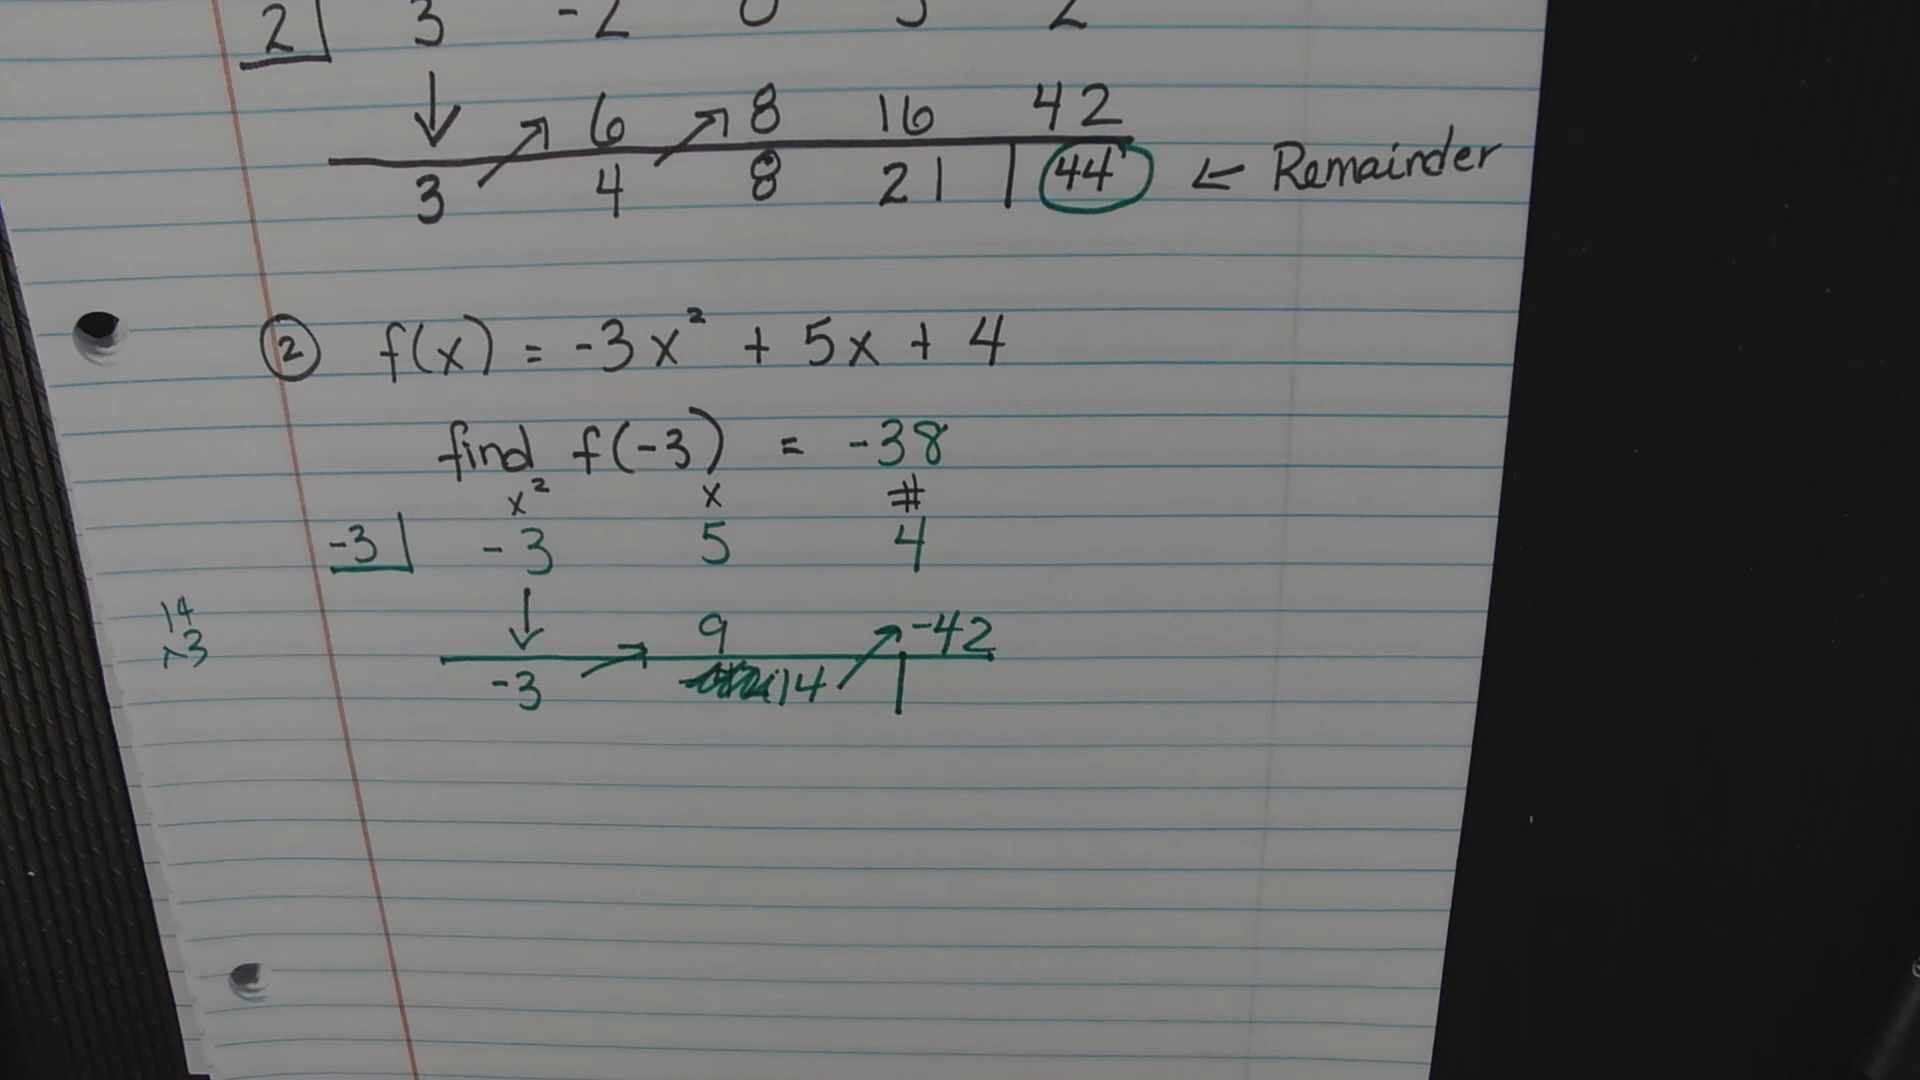 2 3 -2 0 5 2
6 8 16 42
3 4 8 21 44 ← Remainder
② f(x) = -3x² + 5x + 4
find f(-3) = -38
x² x #
-3 -3 5 4
14
×3
9 -42
-3 14